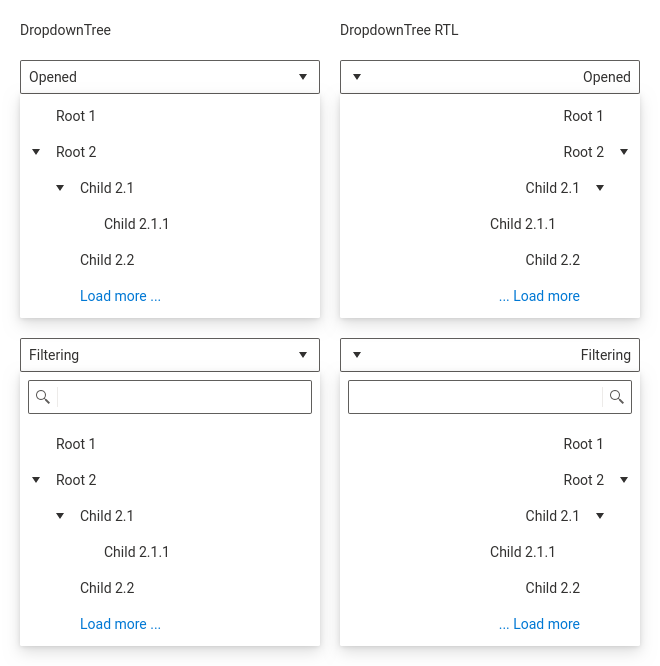 DropdownTree
Opened
Root 1
Root 2
Child 2.1
Child 2.1.1
Child 2.2
Load more ...
Filtering
Root 1
Root 2
Child 2.1
Child 2.1.1
Child 2.2
Load more ...
DropdownTree RTL
Opened
Root 1
Root 2
Child 2.1
Child 2.1.1
Child 2.2
... Load more
Filtering
Root 1
Root 2
Child 2.1
Child 2.1.1
Child 2.2
... Load more